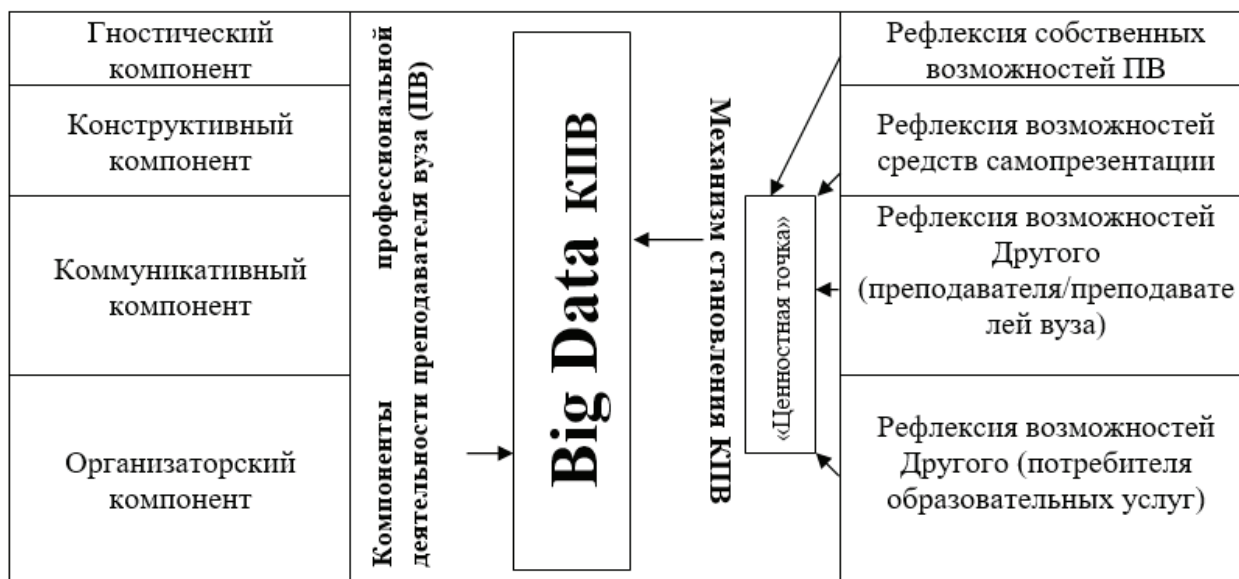 Гностический
компонент
Конструктивный
компонент
Коммуникативный
компонент
Организаторский
компонент
Компоненты профессиональной
деятельности преподавателя вуза (ПВ)
Big Data КПВ
Механизм становления КПВ
«Ценностная точка»
Рефлексия собственных
возможностей ПВ
Рефлексия возможностей
средств самопрезентации
Рефлексия возможностей
Другого
(преподавателя/преподавате
лей вуза)
Рефлексия возможностей
Другого (потребителя
образовательных услуг)